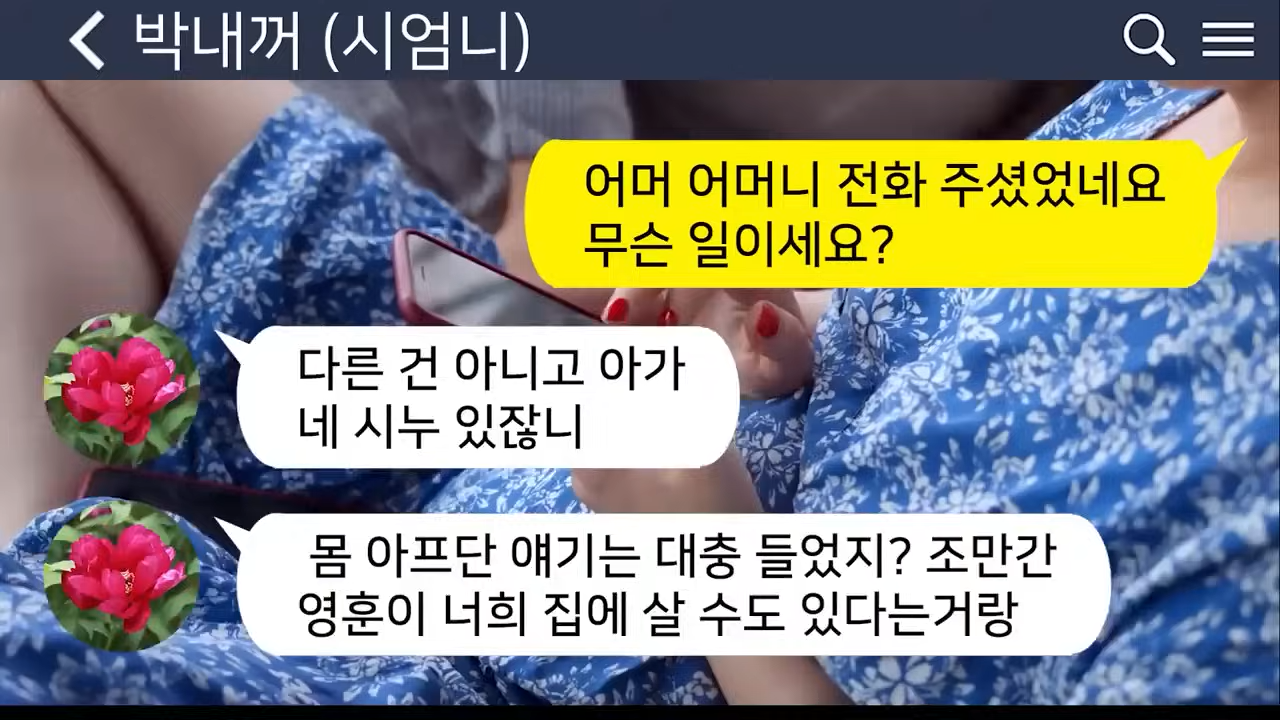 박내꺼 (시엄니)
어머 어머니 전화 주셨었네요
무슨 일이세요?
다른 건 아니고 아가
네 시누 있잖니
몸 아프단 얘기는 대충 들었지? 조만간
영훈이 너희 집에 살 수도 있다는거랑